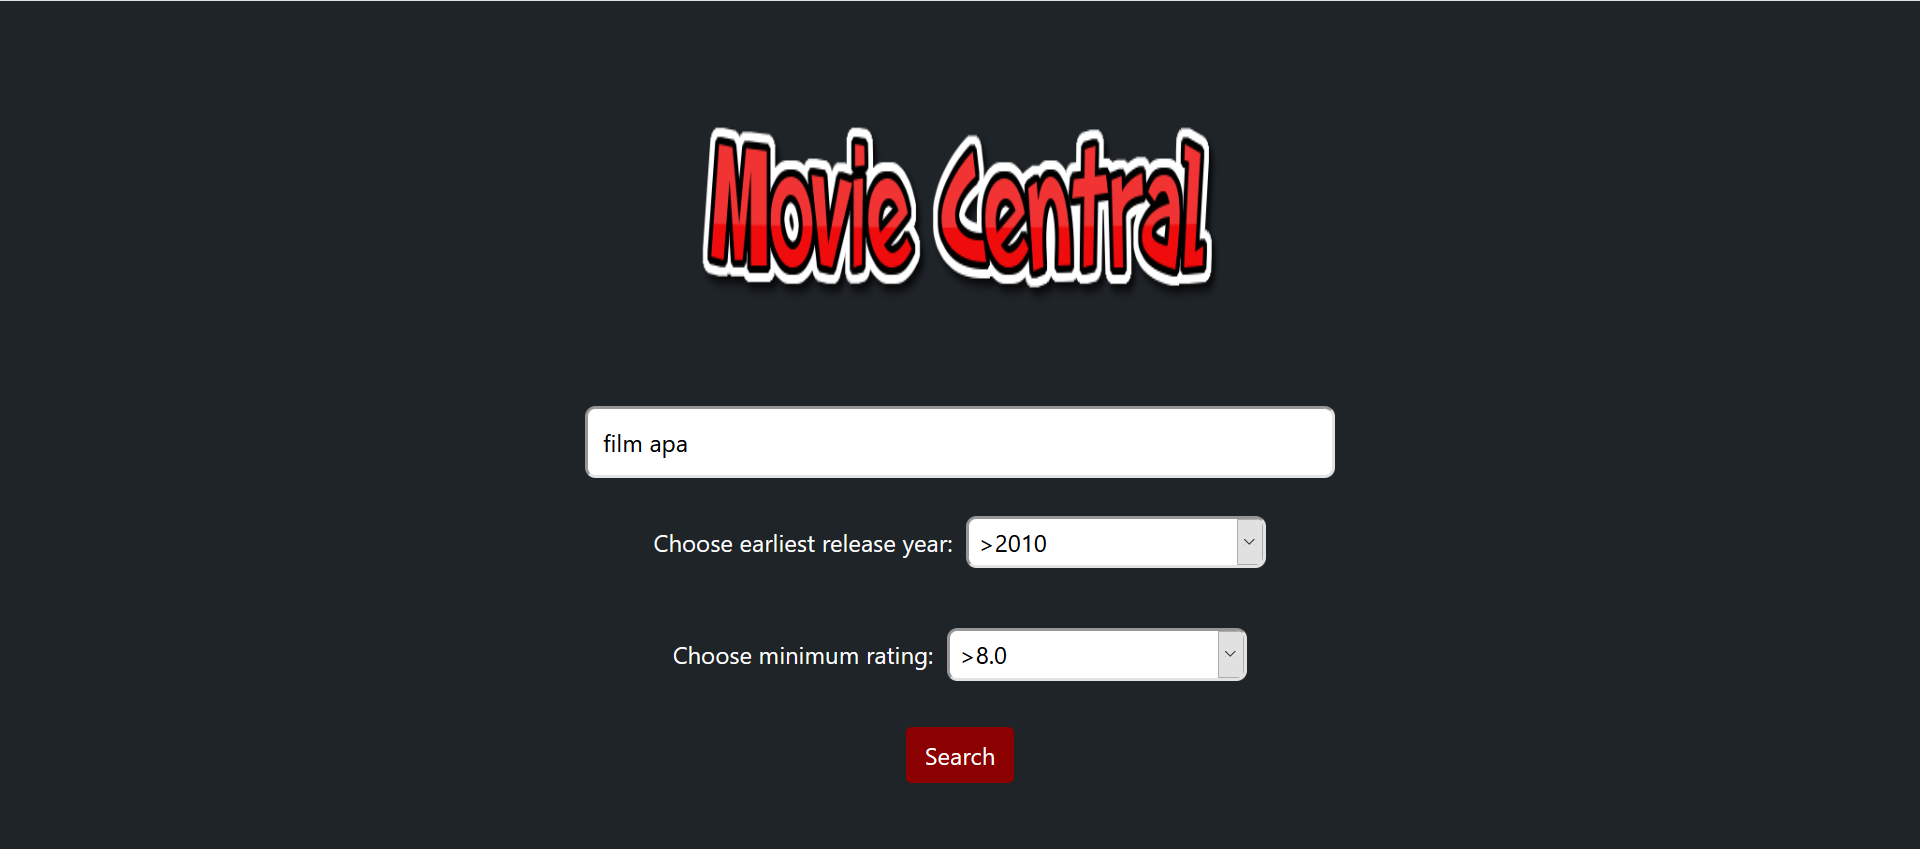 Movie Central
film apa
Choose earliest release year: >2010
Choose minimum rating: >8.0
Search